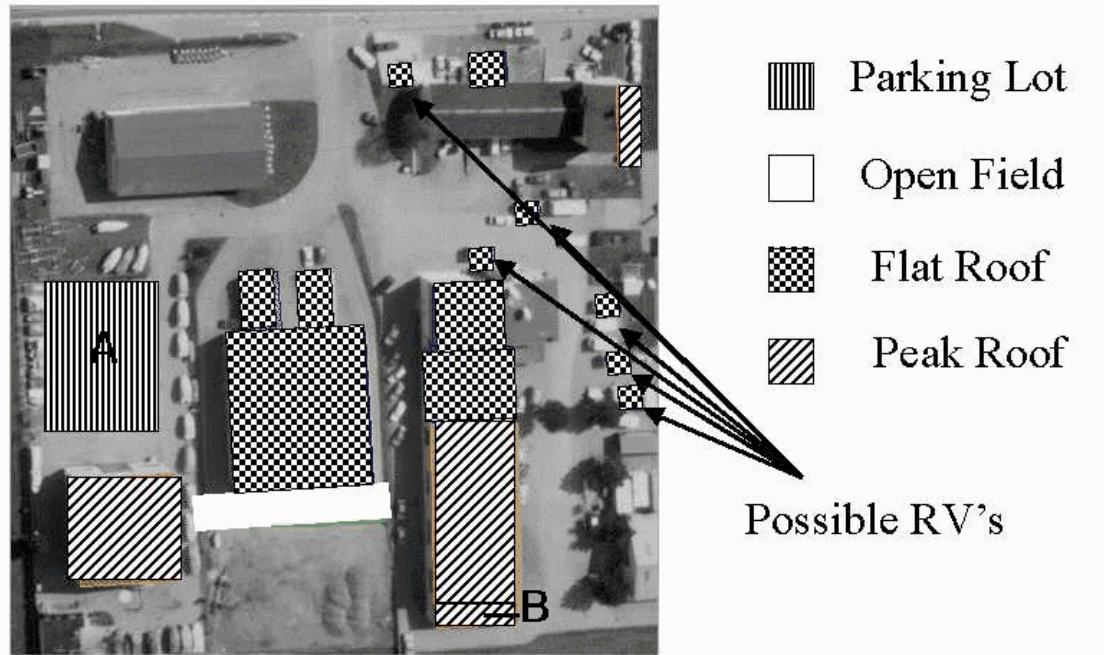 Parking Lot
Open Field
Flat Roof
Peak Roof
A
Possible RV's
B